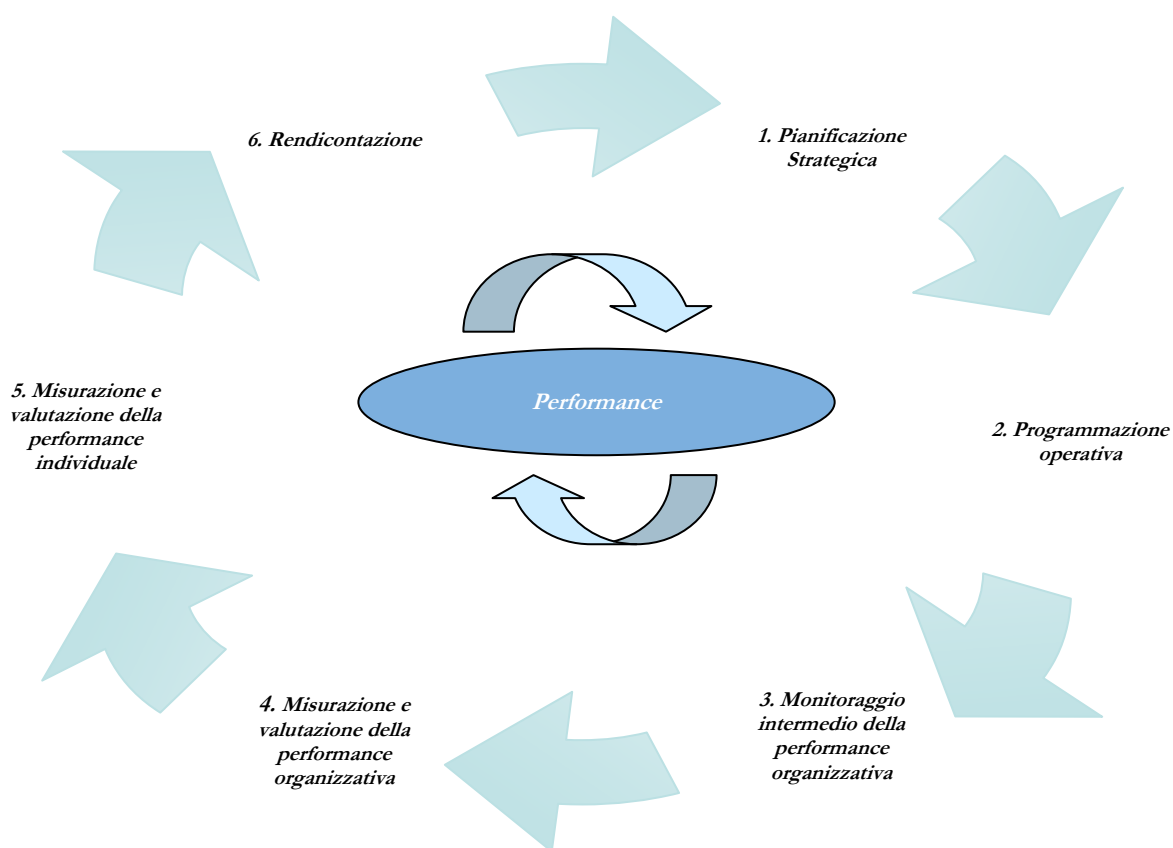 6. Rendicontazione
1. Pianificazione
Strategica
Performance
5. Misurazione e
valutazione della
performance
individuale
2. Programmazione
operativa
4. Misurazione e
valutazione della
performance
organizzativa
3. Monitoraggio
intermedio della
performance
organizzativa